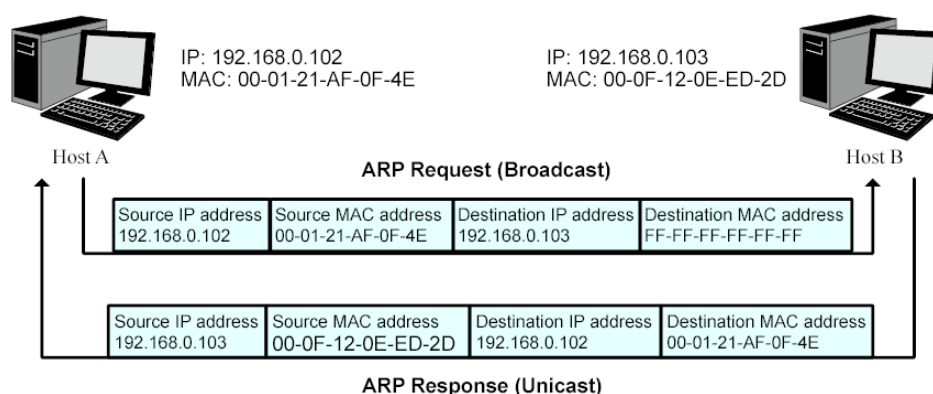 IP: 192.168.0.102
MAC: 00-01-21-AF-0F-4E
IP: 192.168.0.103
MAC: 00-0F-12-0E-ED-2D
Host A
Host B
ARP Request (Broadcast)
Source IP address
192.168.0.102
Source MAC address
00-01-21-AF-0F-4E
Destination IP address
192.168.0.103
Destination MAC address
FF-FF-FF-FF-FF-FF
Source IP address
192.168.0.103
Source MAC address
00-0F-12-0E-ED-2D
Destination IP address
192.168.0.102
Destination MAC address
00-01-21-AF-0F-4E
ARP Response (Unicast)